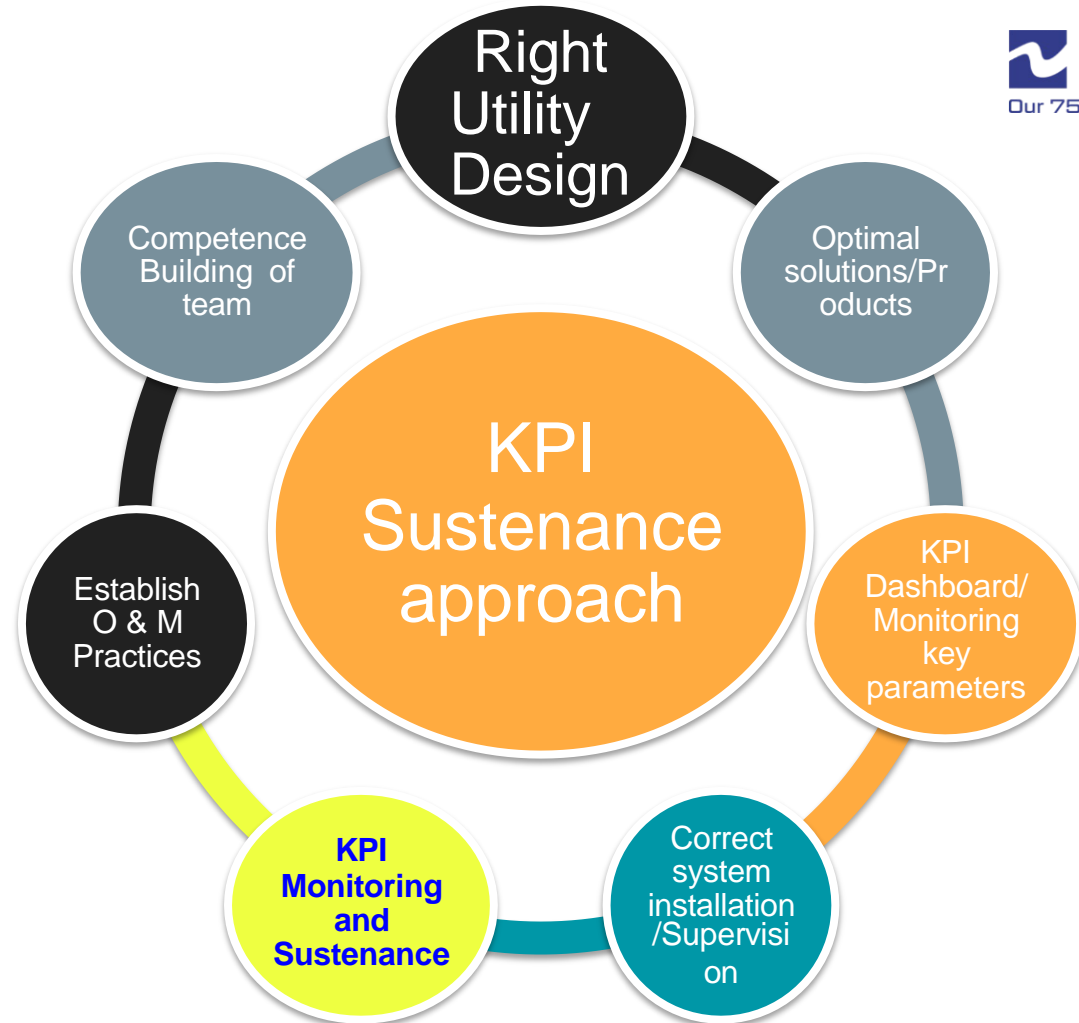 Right
Utility
Design
Our 75
Competence
Building of
team
Optimal
solutions/Pr
oducts
KPI
Sustenance
approach
KPI
Dashboard/
Monitoring
key
parameters
Establish
O & M
Practices
KPI
Monitoring
and
Sustenance
Correct
system
installation
/Supervisi
on